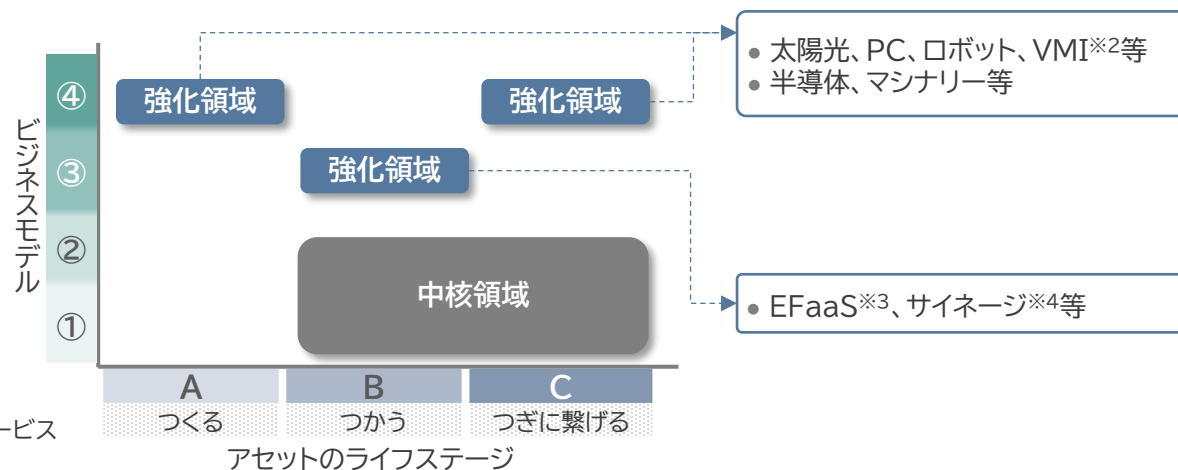 ビジネスモデル
④
③
②
①
強化領域
強化領域
強化領域
中核領域
● 太陽光、PC、ロボット、VMI※2等
● 半導体、マシナリー等
● EFaaS※3、サイネージ※4等
A
B
C
つくる
つかう
つぎに繋げる
ービス
アセットのライフステージ